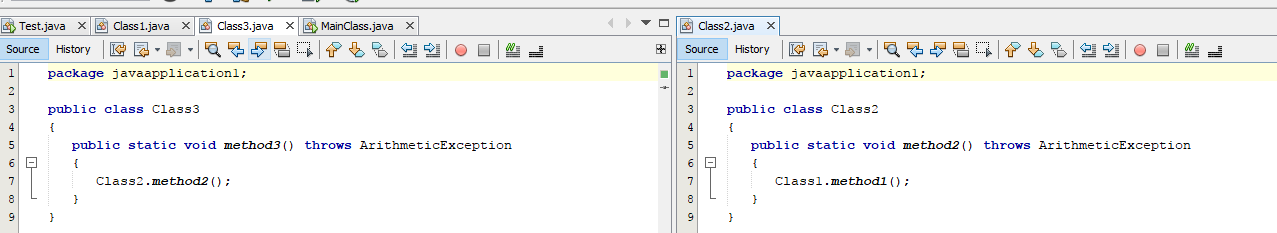 Test.java Class1.java Class3.java MainClass.java
Source History
1 package javaapplication1;
2
3 public class Class3
4 {
5 public static void method3() throws ArithmeticException
6 {
7 Class2.method2();
8 }
9 }
Class2.java
Source History
1 package javaapplication1;
2
3 public class Class2
4 {
5 public static void method2() throws ArithmeticException
6 {
7 Class1.method1();
8 }
9 }